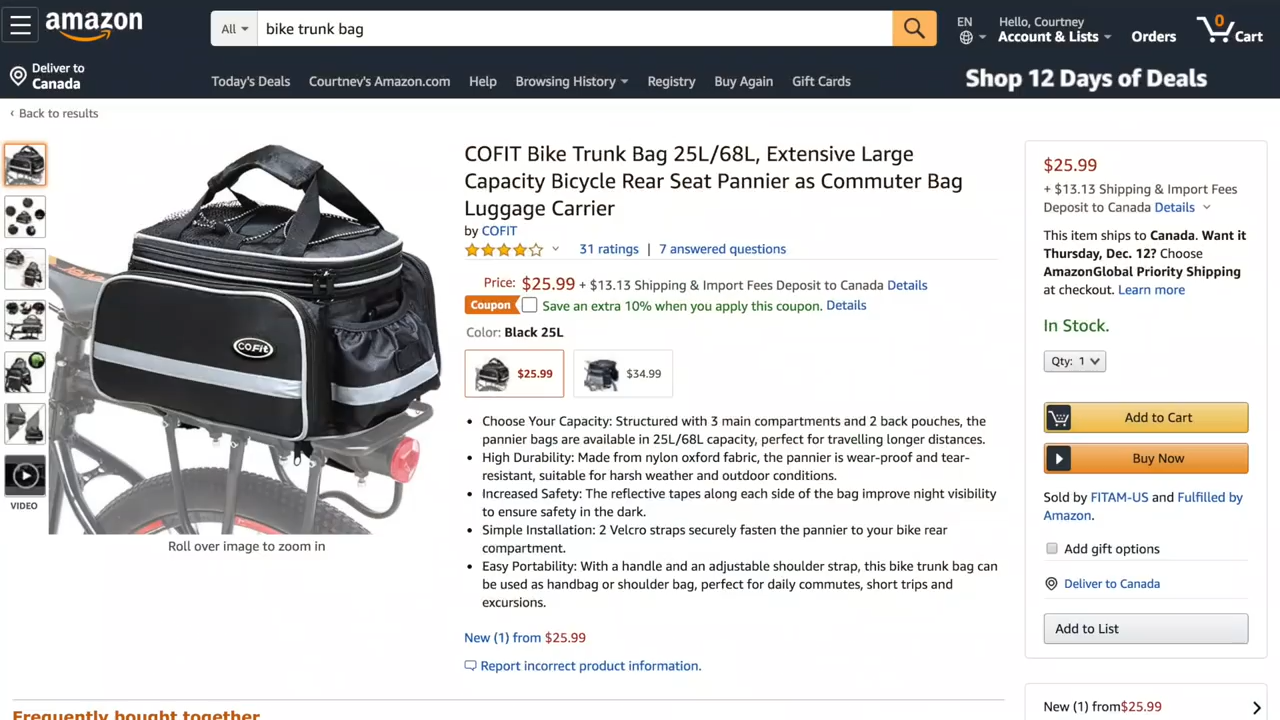 amazon
All
bike trunk bag
EN
Hello, Courtney
Account & Lists
Orders
0
Cart
Deliver to
Canada
Today's Deals
Courtney's Amazon.com
Help
Browsing History
Registry
Buy Again
Gift Cards
Shop 12 Days of Deals
‹ Back to results
COFIT Bike Trunk Bag 25L/68L, Extensive Large
Capacity Bicycle Rear Seat Pannier as Commuter Bag
Luggage Carrier
by COFIT
31 ratings | 7 answered questions
Price: $25.99 + $13.13 Shipping & Import Fees Deposit to Canada Details
Coupon Save an extra 10% when you apply this coupon. Details
Color: Black 25L
$25.99
$34.99
• Choose Your Capacity: Structured with 3 main compartments and 2 back pouches, the
pannier bags are available in 25L/68L capacity, perfect for travelling longer distances.
• High Durability: Made from nylon oxford fabric, the pannier is wear-proof and tear-
resistant, suitable for harsh weather and outdoor conditions.
• Increased Safety: The reflective tapes along each side of the bag improve night visibility
to ensure safety in the dark.
• Simple Installation: 2 Velcro straps securely fasten the pannier to your bike rear
compartment.
• Easy Portability: With a handle and an adjustable shoulder strap, this bike trunk bag can
be used as handbag or shoulder bag, perfect for daily commutes, short trips and
excursions.
New (1) from $25.99
Report incorrect product information.
COFIT
VIDEO
Roll over image to zoom in
$25.99
+ $13.13 Shipping & Import Fees
Deposit to Canada Details
This item ships to Canada. Want it
Thursday, Dec. 12? Choose
AmazonGlobal Priority Shipping
at checkout. Learn more
In Stock.
Qty: 1
Add to Cart
Buy Now
Sold by FITAM-US and Fulfilled by
Amazon.
Add gift options
Deliver to Canada
Add to List
New (1) from $25.99
Frequently bought together